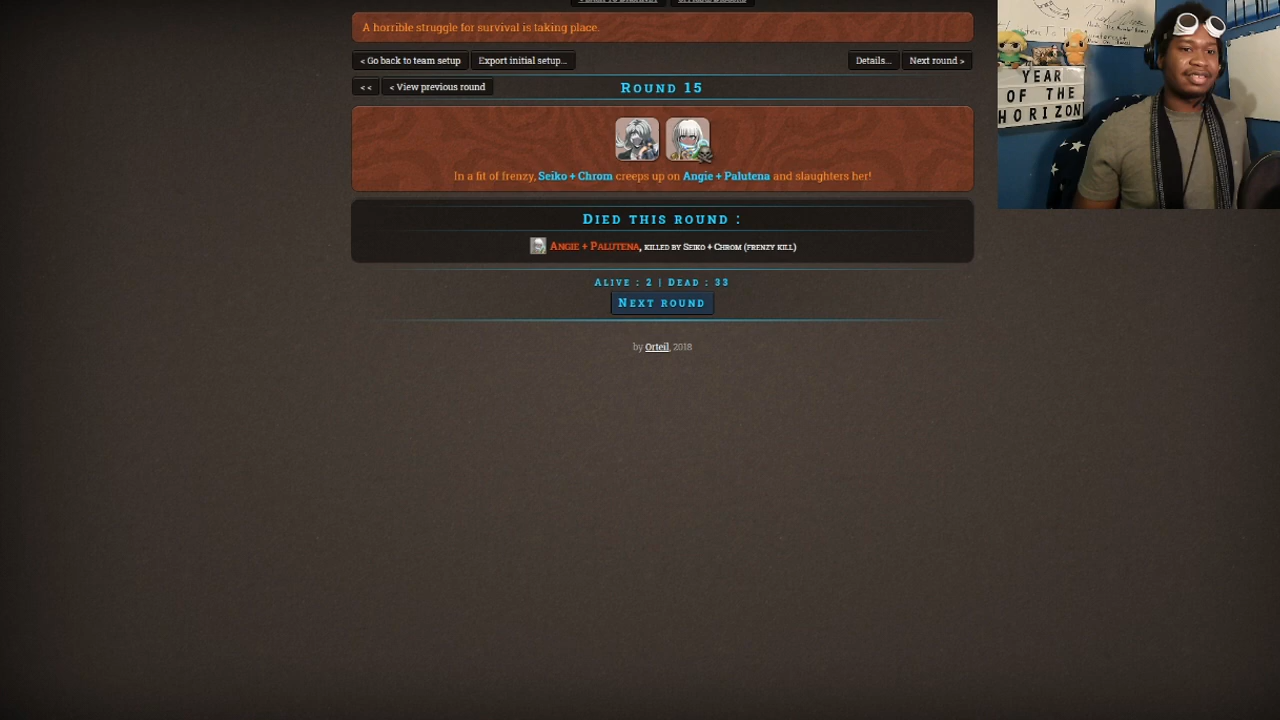 A horrible struggle for survival is taking place.
< Go back to team setup
Export initial setup...
Details...
Next round >
< <
< View previous round
Round 15
In a fit of frenzy, Seiko + Chrom creeps up on Angie + Palutena and slaughters her!
Died this round :
Angie + Palutena, killed by Seiko + Chrom (frenzy kill)
Alive : 2 | Dead : 33
Next round
by Orteil, 2018
YEAR
OF THE
HORIZON